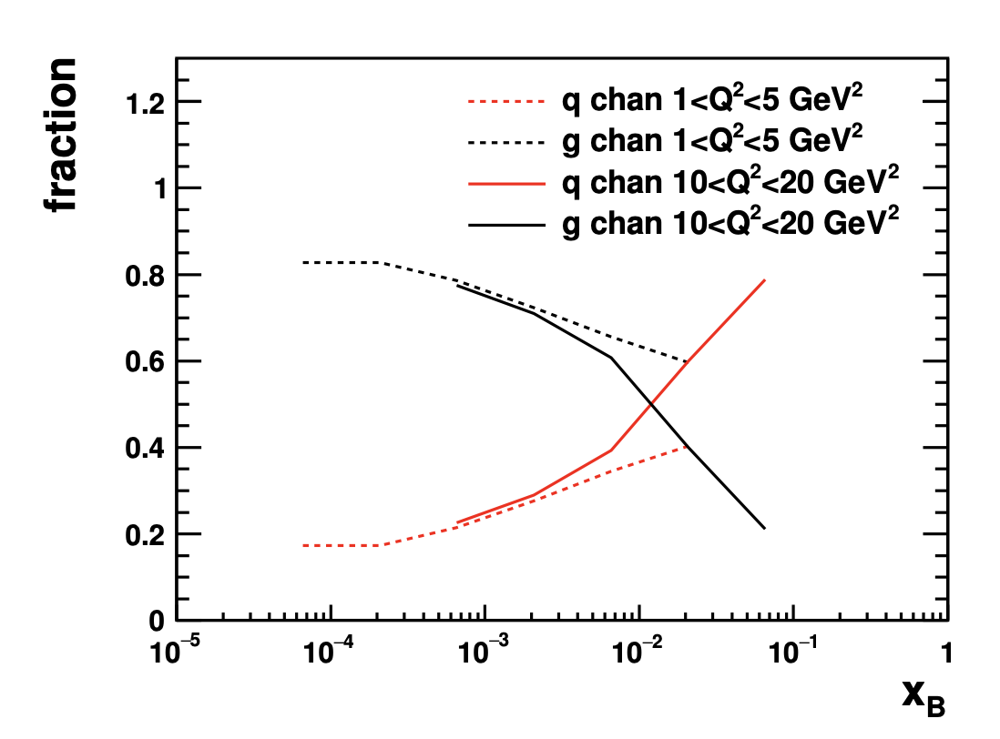 fraction
1.2
1
0.8
0.6
0.4
0.2
0
q chan 1<Q²<5 GeV²
g chan 1<Q²<5 GeV²
q chan 10<Q²<20 GeV²
g chan 10<Q²<20 GeV²
10⁻⁵ 10⁻⁴ 10⁻³ 10⁻² 10⁻¹ 1
x_B